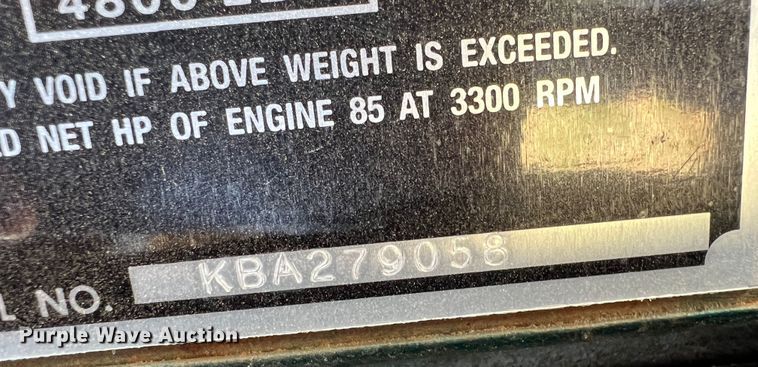 Y VOID IF ABOVE WEIGHT IS EXCEEDED.
D NET HP OF ENGINE 85 AT 3300 RPM
L NO. KBA279058
Purple Wave Auction